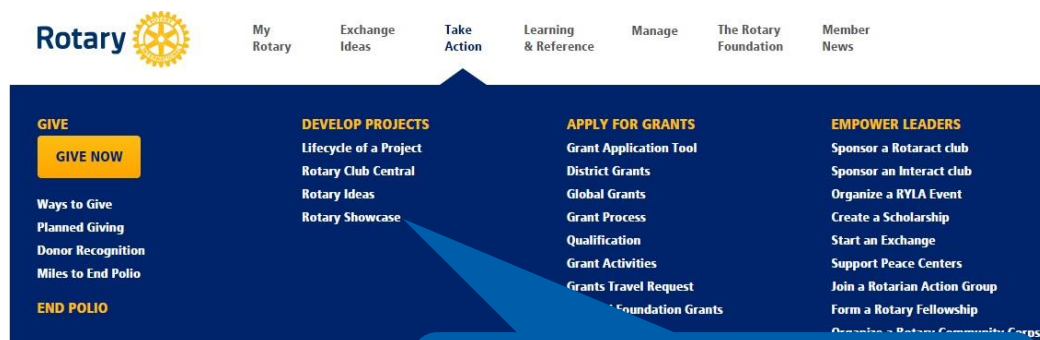 Rotary
My
Rotary
Exchange
Ideas
Take
Action
Learning
& Reference
Manage
The Rotary
Foundation
Member
News
GIVE
GIVE NOW
Ways to Give
Planned Giving
Donor Recognition
Miles to End Polio
END POLIO
DEVELOP PROJECTS
Lifecycle of a Project
Rotary Club Central
Rotary Ideas
Rotary Showcase
APPLY FOR GRANTS
Grant Application Tool
District Grants
Global Grants
Grant Process
Qualification
Grant Activities
Grants Travel Request
Foundation Grants
EMPOWER LEADERS
Sponsor a Rotaract club
Sponsor an Interact club
Organize a RYLA Event
Create a Scholarship
Start an Exchange
Support Peace Centers
Join a Rotarian Action Group
Form a Rotary Fellowship
Organize a Rotary Community Corps